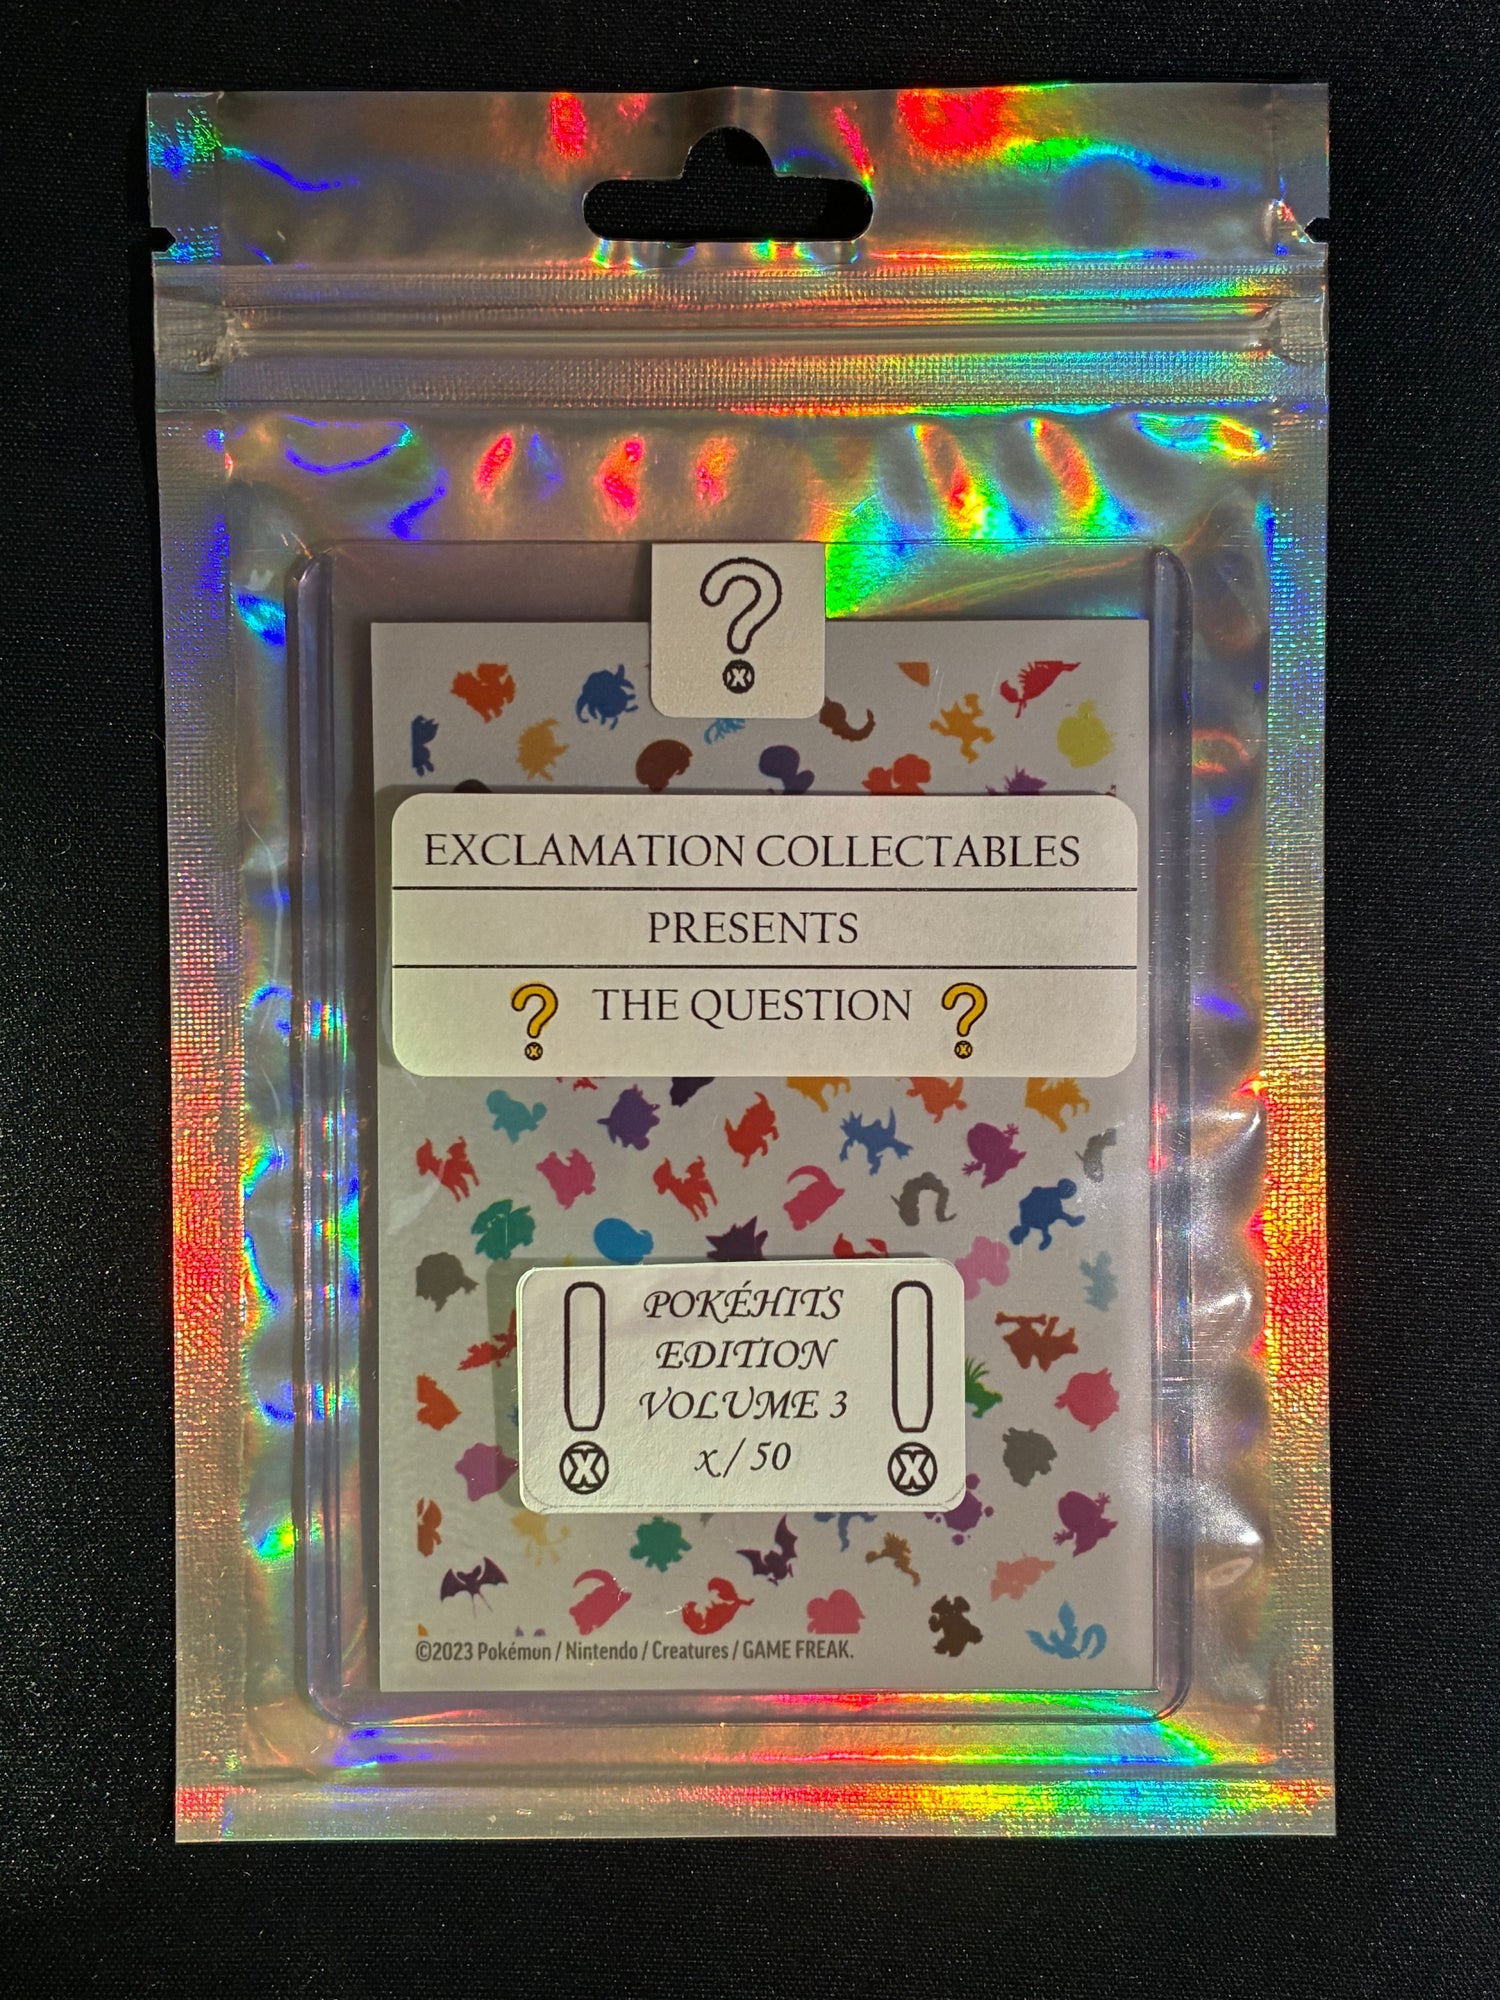 ?
x
EXCLAMATION COLLECTABLES
PRESENTS
? THE QUESTION ?
x x
! POKÉHITS !
EDITION
VOLUME 3
x/50
X X
©2023 Pokémon / Nintendo / Creatures / GAME FREAK.